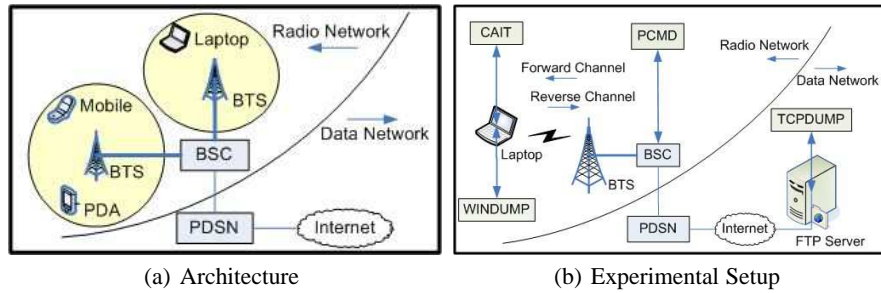 Laptop
Radio Network
BTS
Mobile
Data Network
BTS
BSC
PDA
PDSN
Internet
(a) Architecture
CAIT
PCMD
Radio Network
Forward Channel
Data Network
Reverse Channel
TCPDUMP
Laptop
BSC
BTS
WINDUMP
PDSN
Internet
FTP Server
(b) Experimental Setup